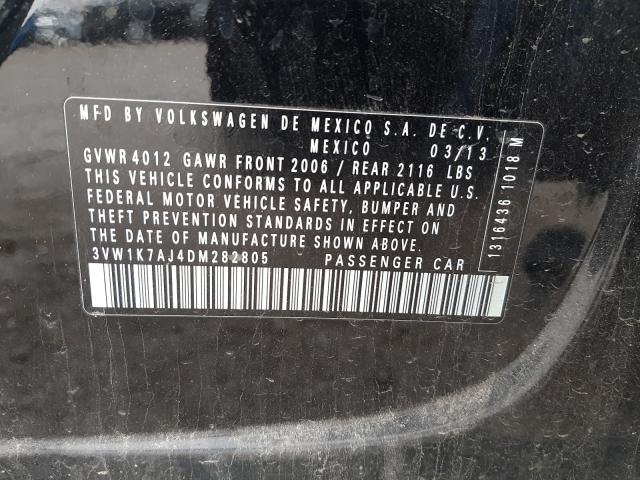 MFD BY VOLKSWAGEN DE MEXICO S.A. DE C.V.
MEXICO 03/13
GVWR 4012 GAWR FRONT 2006 / REAR 2116 LBS
THIS VEHICLE CONFORMS TO ALL APPLICABLE U.S.
FEDERAL MOTOR VEHICLE SAFETY, BUMPER AND
THEFT PREVENTION STANDARDS IN EFFECT ON
THE DATE OF MANUFACTURE SHOWN ABOVE.
3VW1K7AJ4DM282805 PASSENGER CAR
1316436 1018 M